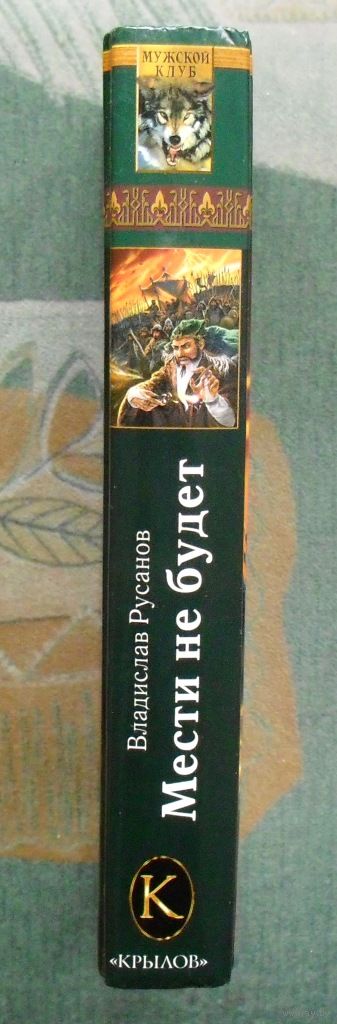 МУЖСКОЙ
КЛУБ
Владислав Русанов
Мести не будет
К
«КРЫЛОВ»